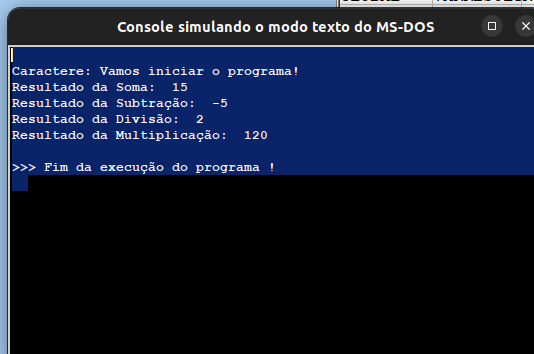 Console simulando o modo texto do MS-DOS
Caractere: Vamos iniciar o programa!
Resultado da Soma:  15
Resultado da Subtração:  -5
Resultado da Divisão:  2
Resultado da Multiplicação:  120
>>> Fim da execução do programa !